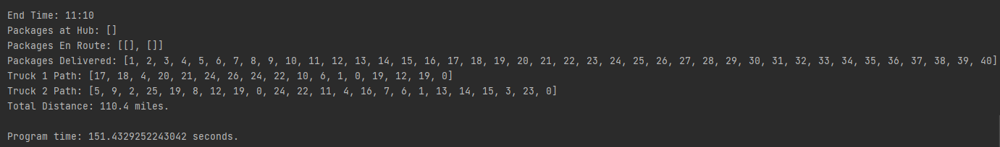 End Time: 11:10
Packages at Hub: []
Packages En Route: [[], []]
Packages Delivered: [1, 2, 3, 4, 5, 6, 7, 8, 9, 10, 11, 12, 13, 14, 15, 16, 17, 18, 19, 20, 21, 22, 23, 24, 25, 26, 27, 28, 29, 30, 31, 32, 33, 34, 35, 36, 37, 38, 39, 40]
Truck 1 Path: [17, 18, 4, 20, 21, 24, 26, 24, 22, 10, 6, 1, 0, 19, 12, 19, 0]
Truck 2 Path: [5, 9, 2, 25, 19, 8, 12, 19, 0, 24, 22, 11, 4, 16, 7, 6, 1, 13, 14, 15, 3, 23, 0]
Total Distance: 110.4 miles.
Program time: 151.4329252243042 seconds.